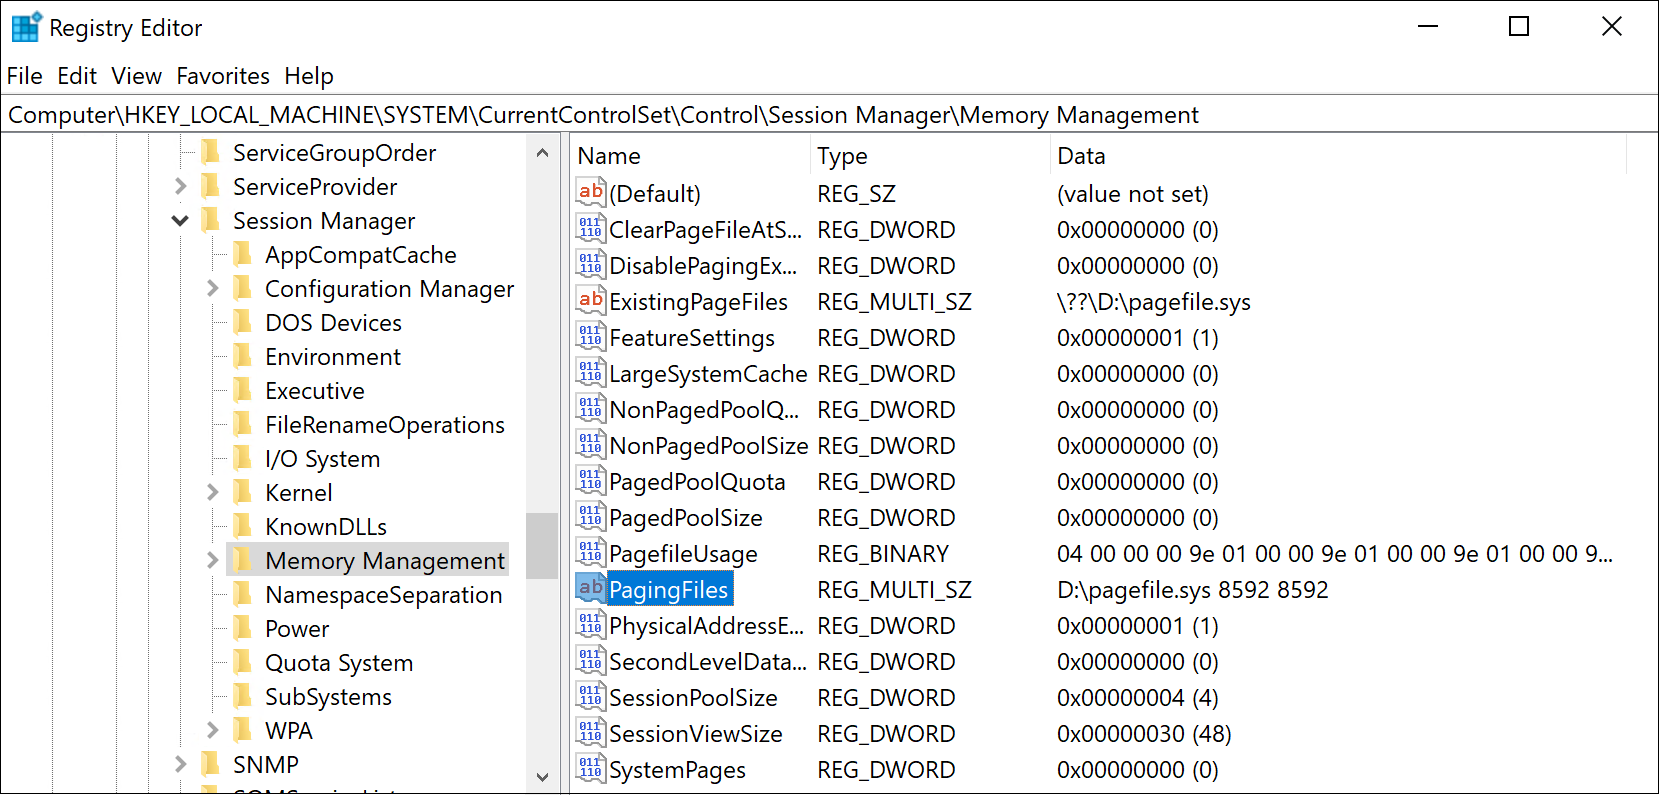 Registry Editor
File Edit View Favorites Help
Computer\HKEY_LOCAL_MACHINE\SYSTEM\CurrentControlSet\Control\Session Manager\Memory Management
ServiceGroupOrder
ServiceProvider
Session Manager
AppCompatCache
Configuration Manager
DOS Devices
Environment
Executive
FileRenameOperations
I/O System
Kernel
KnownDLLs
Memory Management
NamespaceSeparation
Power
Quota System
SubSystems
WPA
SNMP
Name Type Data
(Default) REG_SZ (value not set)
ClearPageFileAtS... REG_DWORD 0x00000000 (0)
DisablePagingEx... REG_DWORD 0x00000000 (0)
ExistingPageFiles REG_MULTI_SZ \??\D:\pagefile.sys
FeatureSettings REG_DWORD 0x00000001 (1)
LargeSystemCache REG_DWORD 0x00000000 (0)
NonPagedPoolQ... REG_DWORD 0x00000000 (0)
NonPagedPoolSize REG_DWORD 0x00000000 (0)
PagedPoolQuota REG_DWORD 0x00000000 (0)
PagedPoolSize REG_DWORD 0x00000000 (0)
PagefileUsage REG_BINARY 04 00 00 00 9e 01 00 00 9e 01 00 00 9e 01 00 00 9...
PagingFiles REG_MULTI_SZ D:\pagefile.sys 8592 8592
PhysicalAddressE... REG_DWORD 0x00000001 (1)
SecondLevelData... REG_DWORD 0x00000000 (0)
SessionPoolSize REG_DWORD 0x00000004 (4)
SessionViewSize REG_DWORD 0x00000030 (48)
SystemPages REG_DWORD 0x00000000 (0)